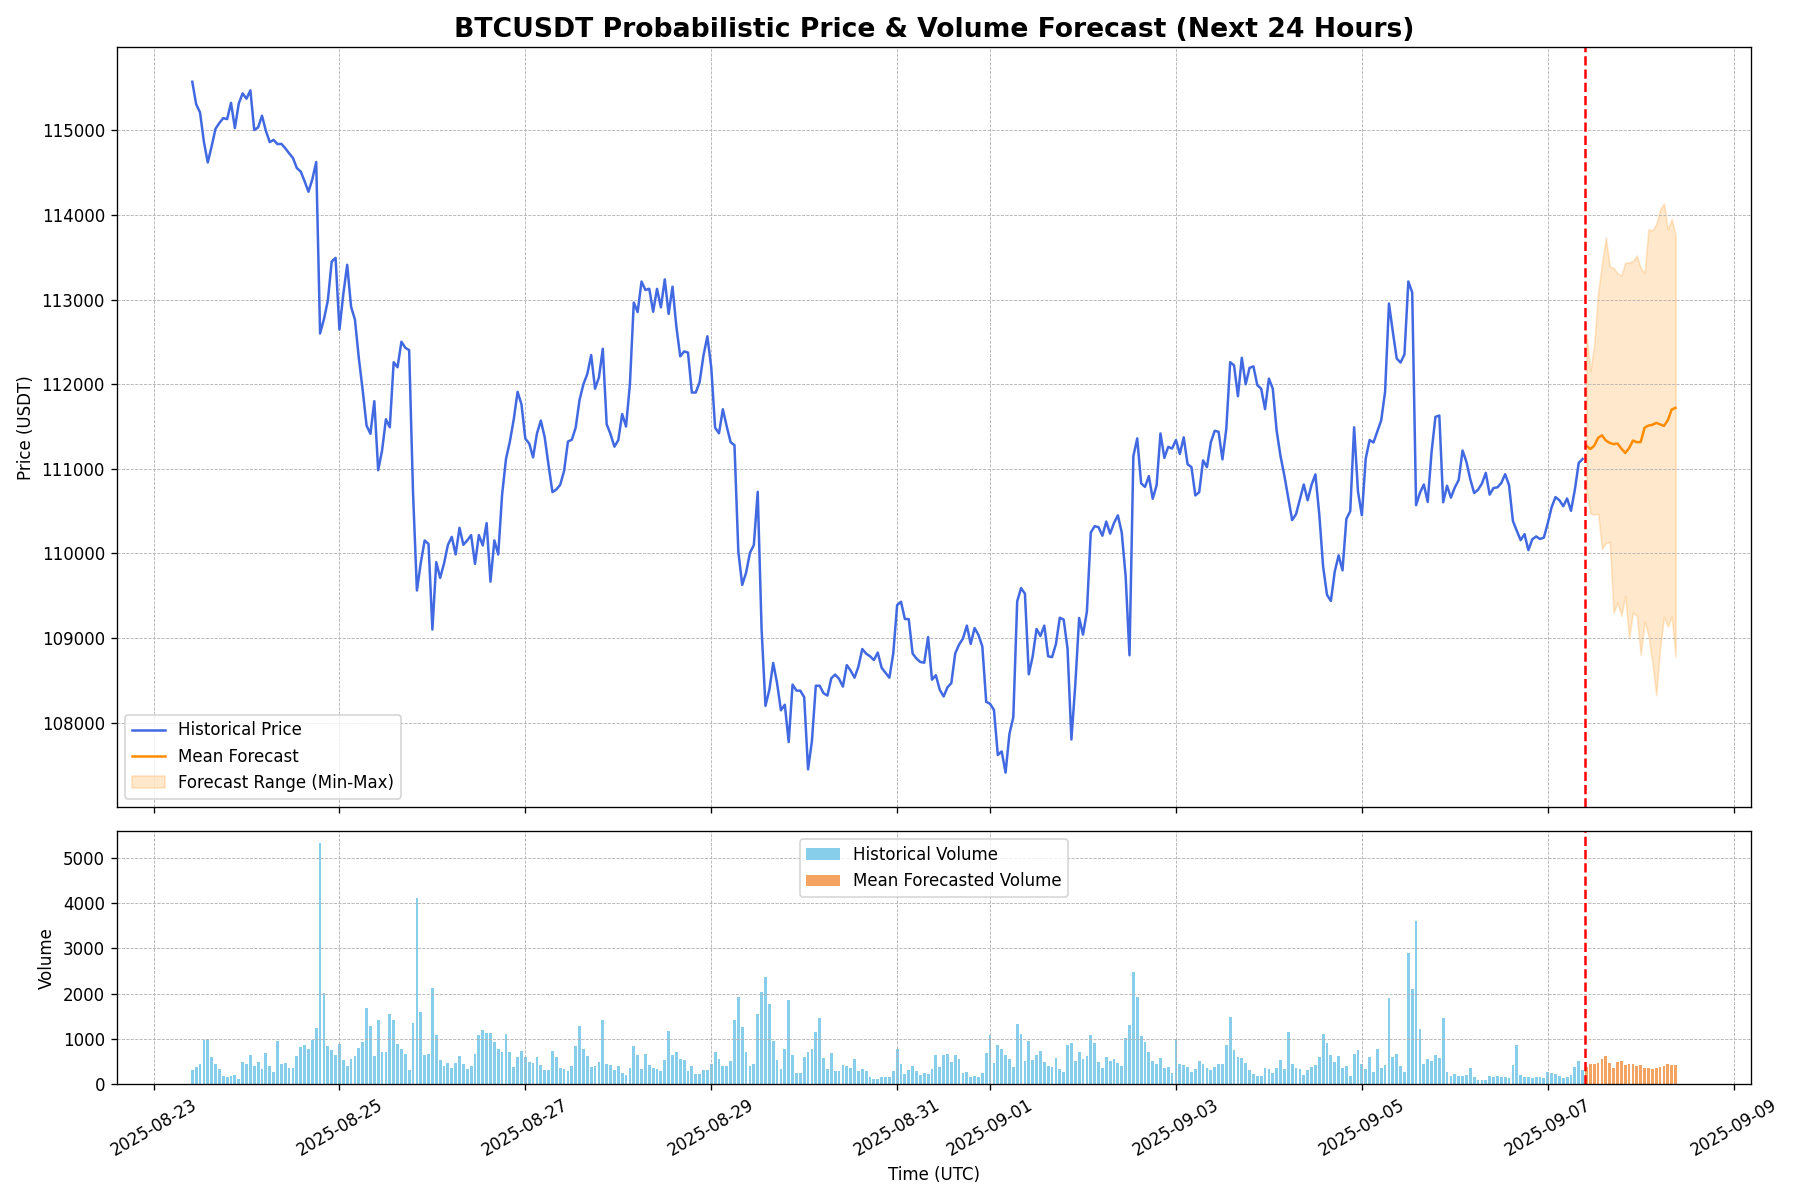 BTCUSDT Probabilistic Price & Volume Forecast (Next 24 Hours)
Price (USDT)
115000
114000
113000
112000
111000
110000
109000
108000
Historical Price
Mean Forecast
Forecast Range (Min-Max)
Volume
5000
4000
3000
2000
1000
0
Historical Volume
Mean Forecasted Volume
2025-08-23
2025-08-25
2025-08-27
2025-08-29
2025-08-31
2025-09-01
2025-09-03
2025-09-05
2025-09-07
2025-09-09
Time (UTC)